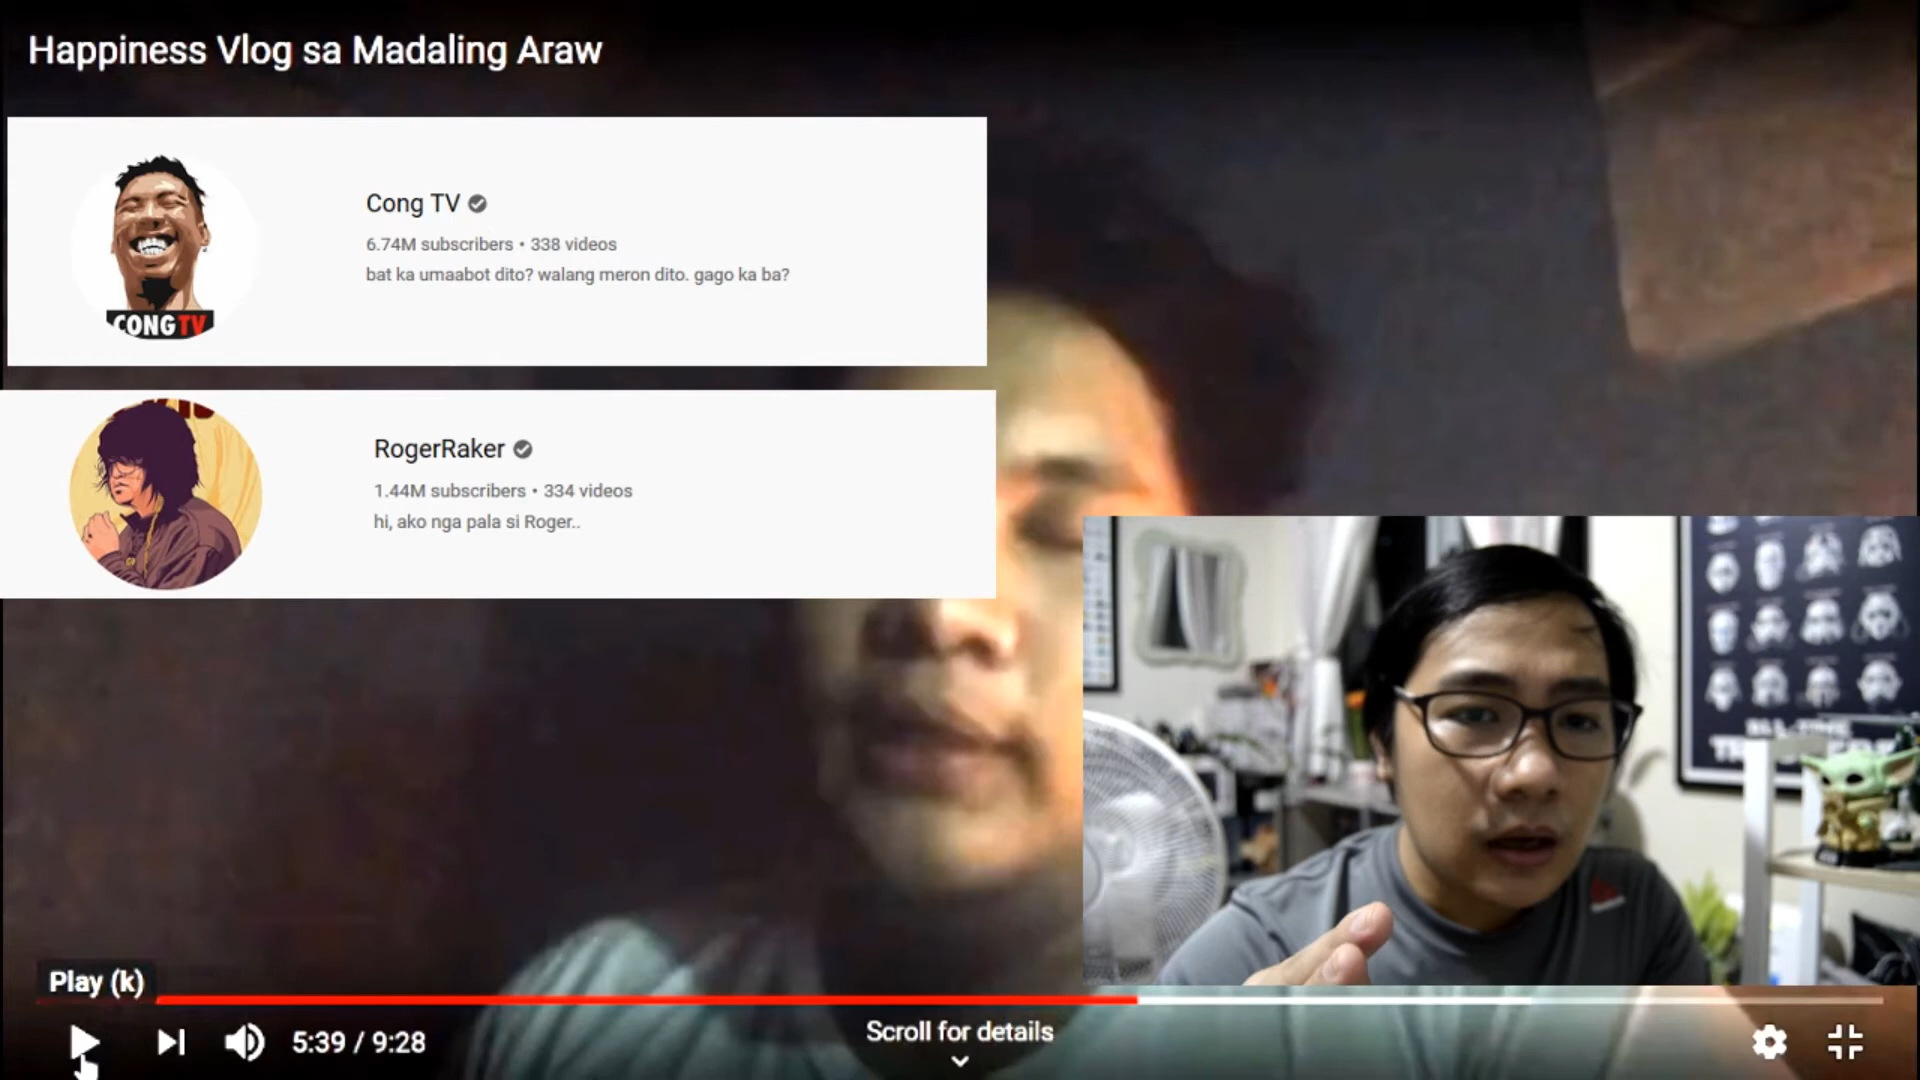 Happiness Vlog sa Madaling Araw
CONGTV
Cong TV
6.74M subscribers • 338 videos
bat ka umaabot dito? walang meron dito. gago ka ba?
RogerRaker
1.44M subscribers • 334 videos
hi, ako nga pala si Roger..
Play (k)
5:39 / 9:28
Scroll for details